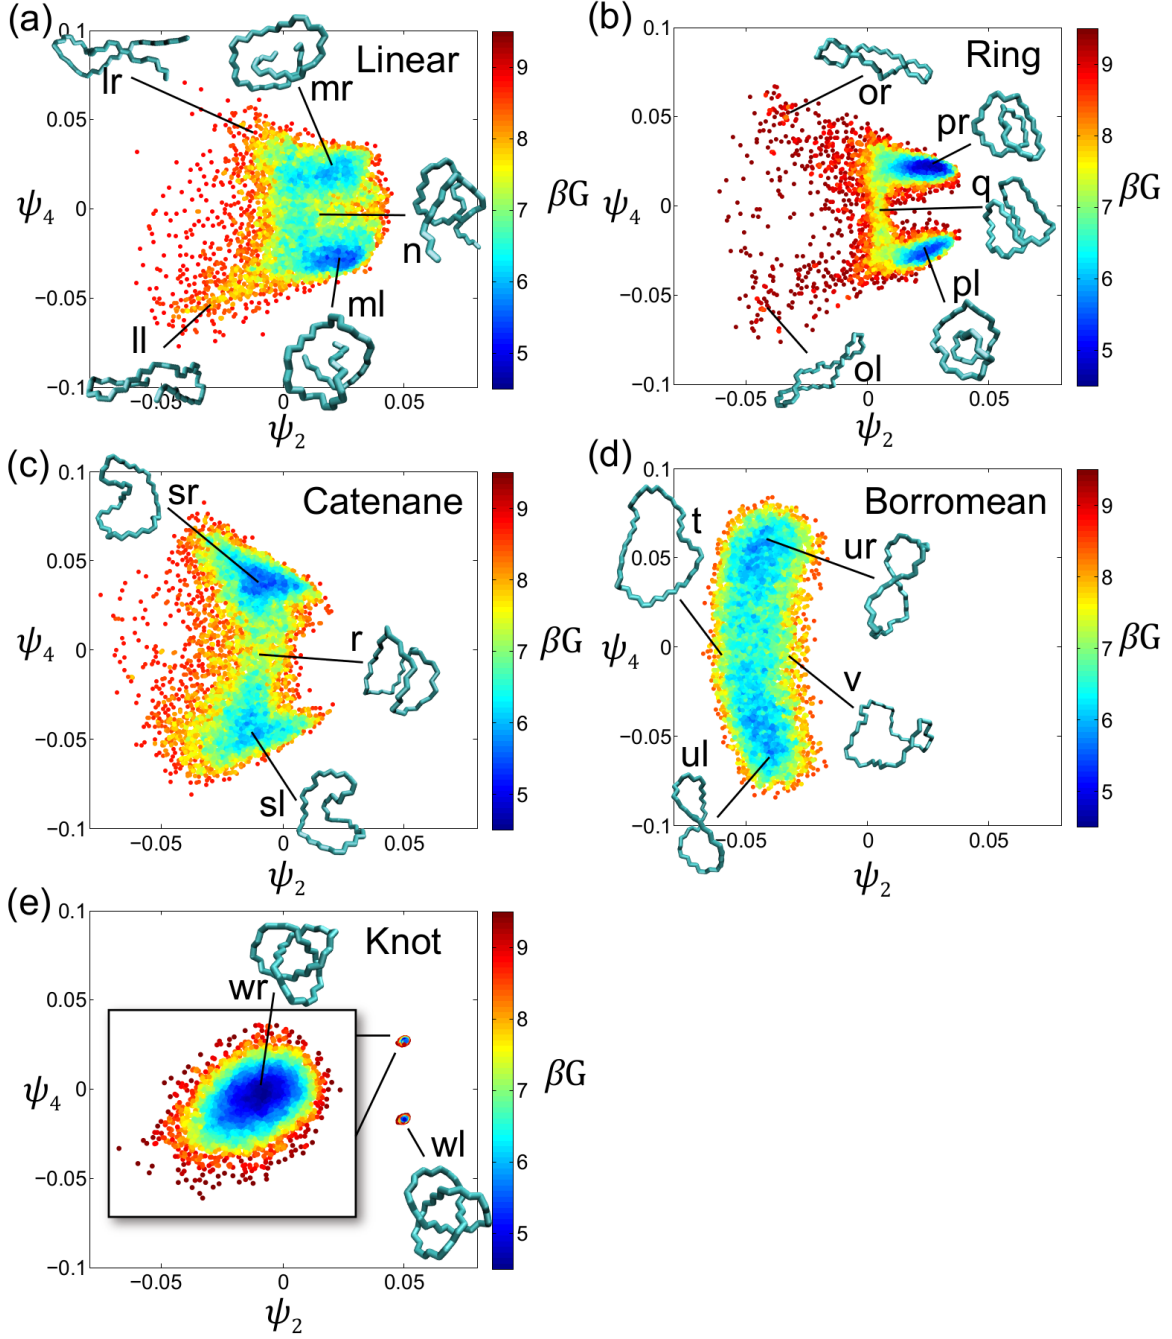 (a)
Linear
lr
mr
n
ml
ll
0.1
0.05
0
−0.05
−0.1
ψ4
−0.05
0
0.05
ψ2
βG
9
8
7
6
5
(b)
Ring
or
pr
q
pl
ol
0.1
0.05
0
−0.05
−0.1
ψ4
−0.05
0
0.05
ψ2
βG
9
8
7
6
5
(c)
Catenane
sr
r
sl
0.1
0.05
0
−0.05
−0.1
ψ4
−0.05
0
0.05
ψ2
βG
9
8
7
6
5
(d)
Borromean
t
ur
v
ul
0.1
0.05
0
−0.05
−0.1
ψ4
−0.05
0
0.05
ψ2
βG
9
8
7
6
5
(e)
Knot
wr
wl
0.1
0.05
0
−0.05
−0.1
ψ4
−0.05
0
0.05
ψ2
βG
9
8
7
6
5